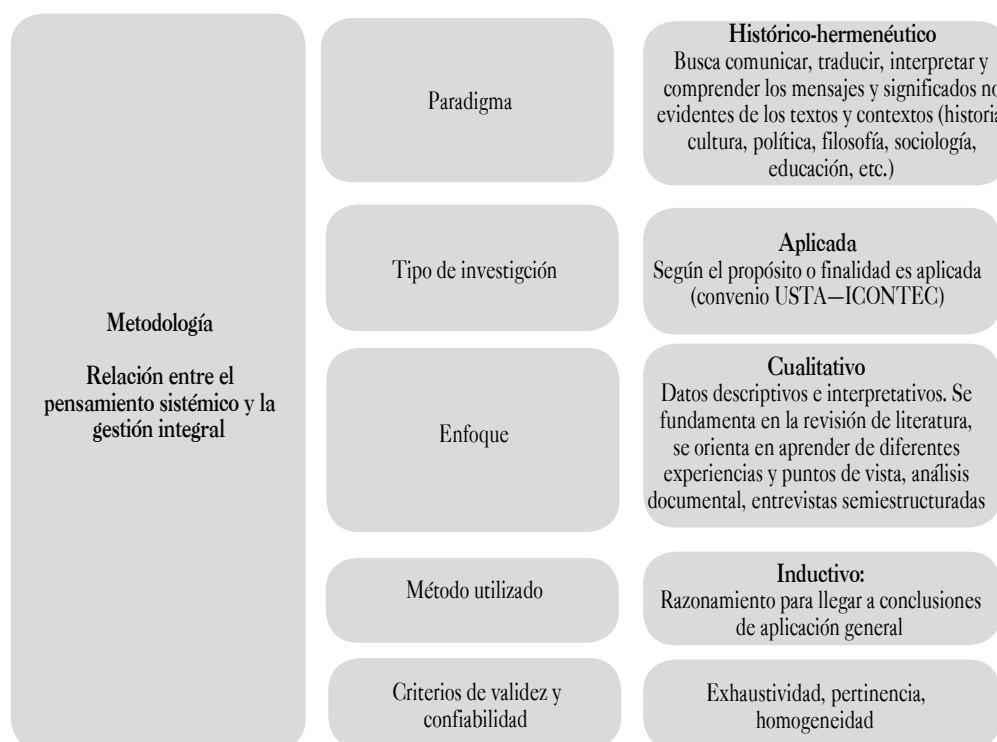 Metodología
Relación entre el
pensamiento sistémico y la
gestión integral
Paradigma
Histórico-hermenéutico
Busca comunicar, traducir, interpretar y
comprender los mensajes y significados no
evidentes de los textos y contextos (historia
cultura, política, filosofía, sociología,
educación, etc.)
Tipo de investigción
Aplicada
Según el propósito o finalidad es aplicada
(convenio USTA—ICONTEC)
Enfoque
Cualitativo
Datos descriptivos e interpretativos. Se
fundamenta en la revisión de literatura,
se orienta en aprender de diferentes
experiencias y puntos de vista, análisis
documental, entrevistas semiestructuradas
Método utilizado
Inductivo:
Razonamiento para llegar a conclusiones
de aplicación general
Criterios de validez y
confiabilidad
Exhaustividad, pertinencia,
homogeneidad